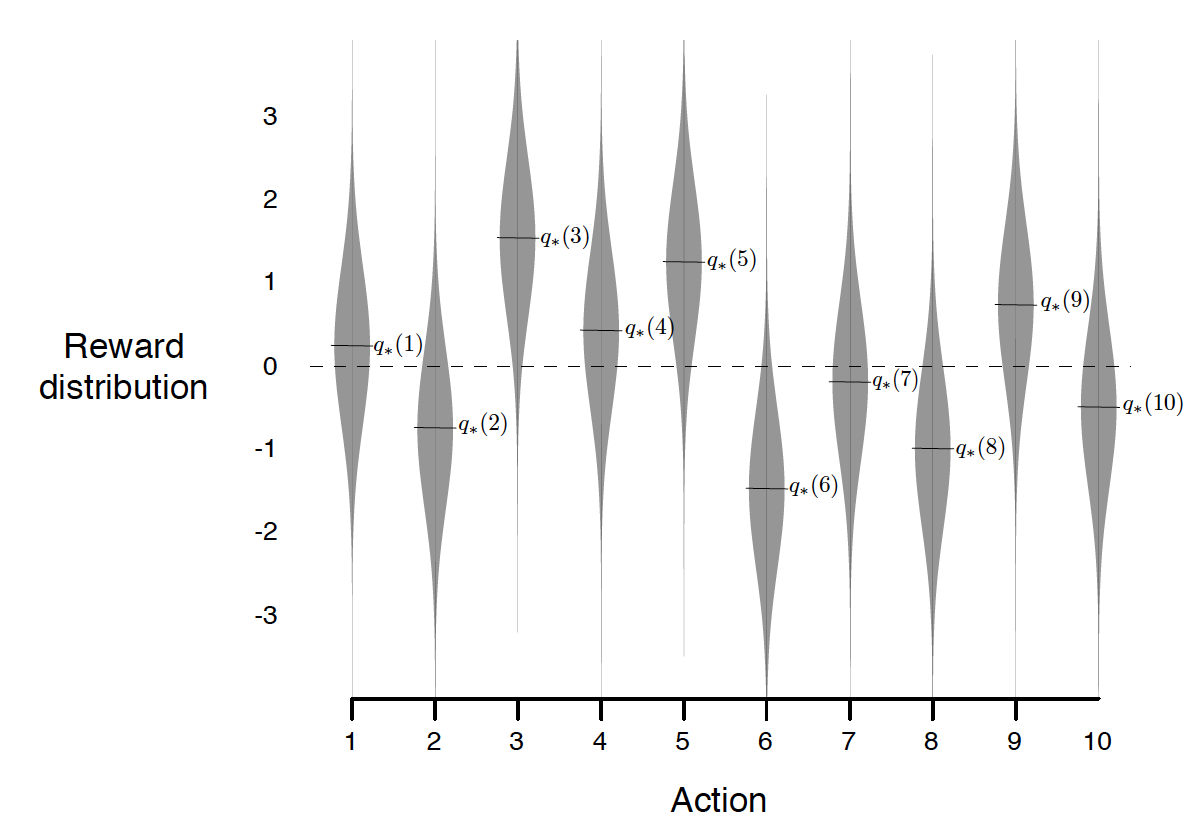 3
2
1
0
-1
-2
-3
Reward
distribution
q∗(1)
q∗(2)
q∗(3)
q∗(4)
q∗(5)
q∗(6)
q∗(7)
q∗(8)
q∗(9)
q∗(10)
1 2 3 4 5 6 7 8 9 10
Action